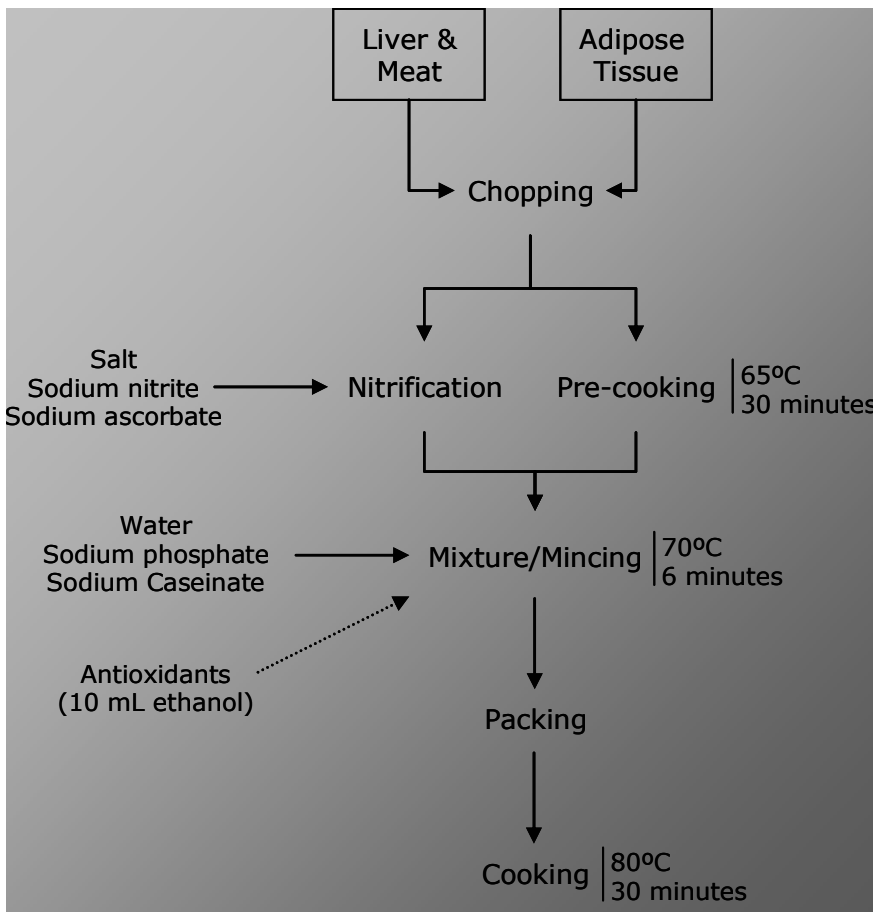 Liver &
Meat
Adipose
Tissue
Chopping
Salt
Sodium nitrite
Sodium ascorbate
Nitrification
Pre-cooking
65ºC
30 minutes
Water
Sodium phosphate
Sodium Caseinate
Mixture/Mincing
70ºC
6 minutes
Antioxidants
(10 mL ethanol)
Packing
Cooking
80ºC
30 minutes